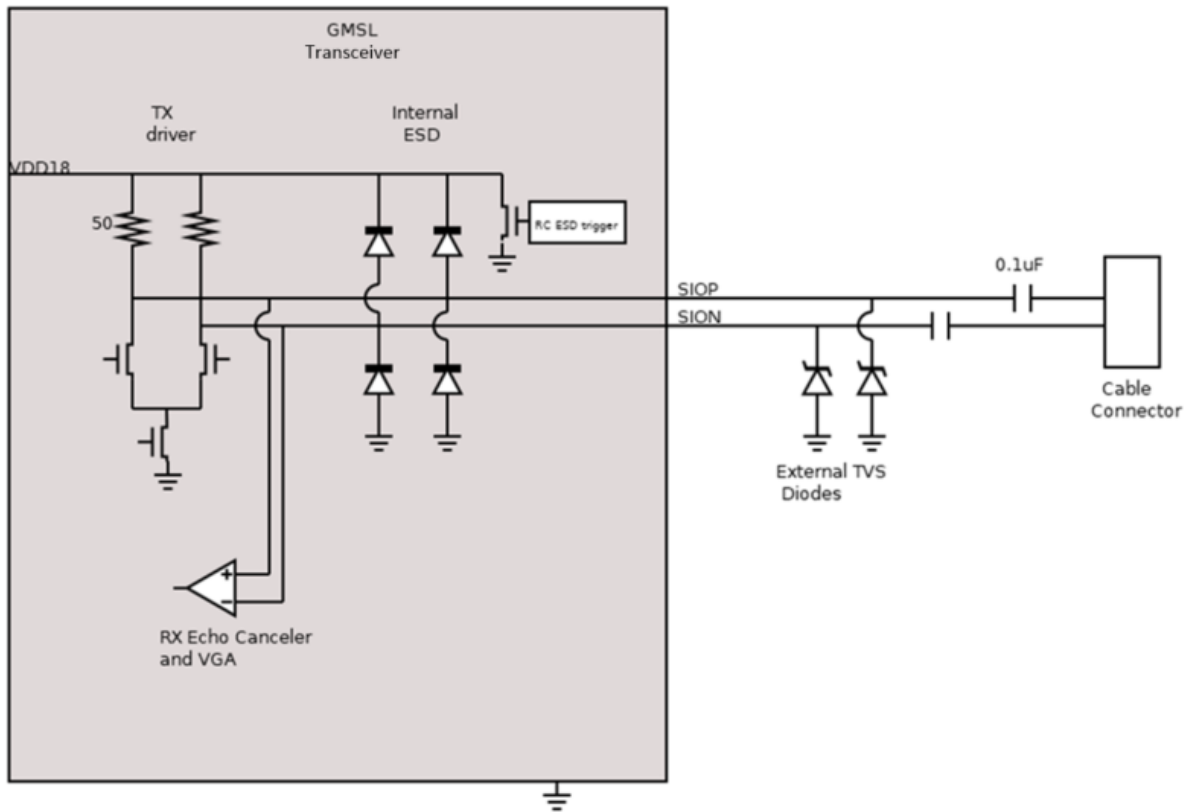 GMSL
Transceiver
TX
driver
Internal
ESD
VDD18
50
RC ESD trigger
SIOP
SION
0.1uF
Cable
Connector
External TVS
Diodes
+
−
RX Echo Canceler
and VGA